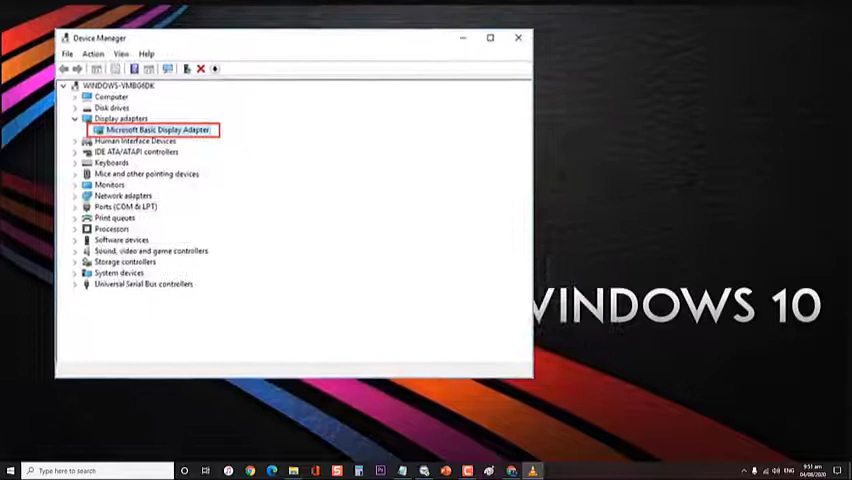 Device Manager
File Action View Help
WINDOWS-VMBG6DK
Computer
Disk drives
Display adapters
Microsoft Basic Display Adapter
Human Interface Devices
IDE ATA/ATAPI controllers
Keyboards
Mice and other pointing devices
Monitors
Network adapters
Ports (COM & LPT)
Print queues
Processors
Software devices
Sound, video and game controllers
Storage controllers
System devices
Universal Serial Bus controllers
WINDOWS 10
Type here to search
ENG
9:51 am
04/08/2020